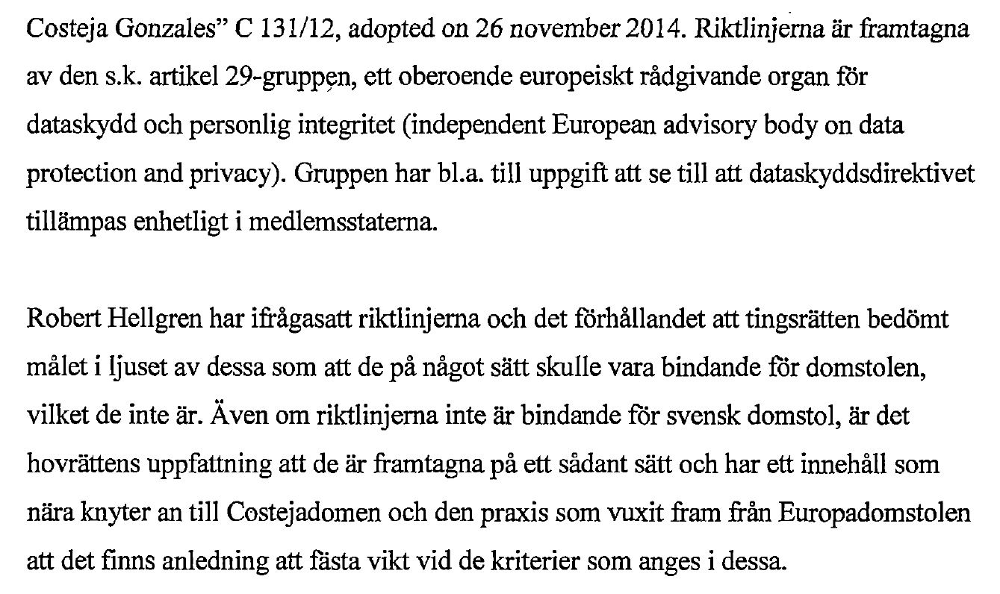 Costeja Gonzales” C 131/12, adopted on 26 november 2014. Riktlinjerna är framtagna
av den s.k. artikel 29-gruppen, ett oberoende europeiskt rådgivande organ för
dataskydd och personlig integritet (independent European advisory body on data
protection and privacy). Gruppen har bl.a. till uppgift att se till att dataskyddsdirektivet
tillämpas enhetligt i medlemsstaterna.
Robert Hellgren har ifrågasatt riktlinjerna och det förhållandet att tingsrätten bedömt
målet i ljuset av dessa som att de på något sätt skulle vara bindande för domstolen,
vilket de inte är. Även om riktlinjerna inte är bindande för svensk domstol, är det
hovrättens uppfattning att de är framtagna på ett sådant sätt och har ett innehåll som
nära knyter an till Costejadomen och den praxis som vuxit fram från Europadomstolen
att det finns anledning att fästa vikt vid de kriterier som anges i dessa.